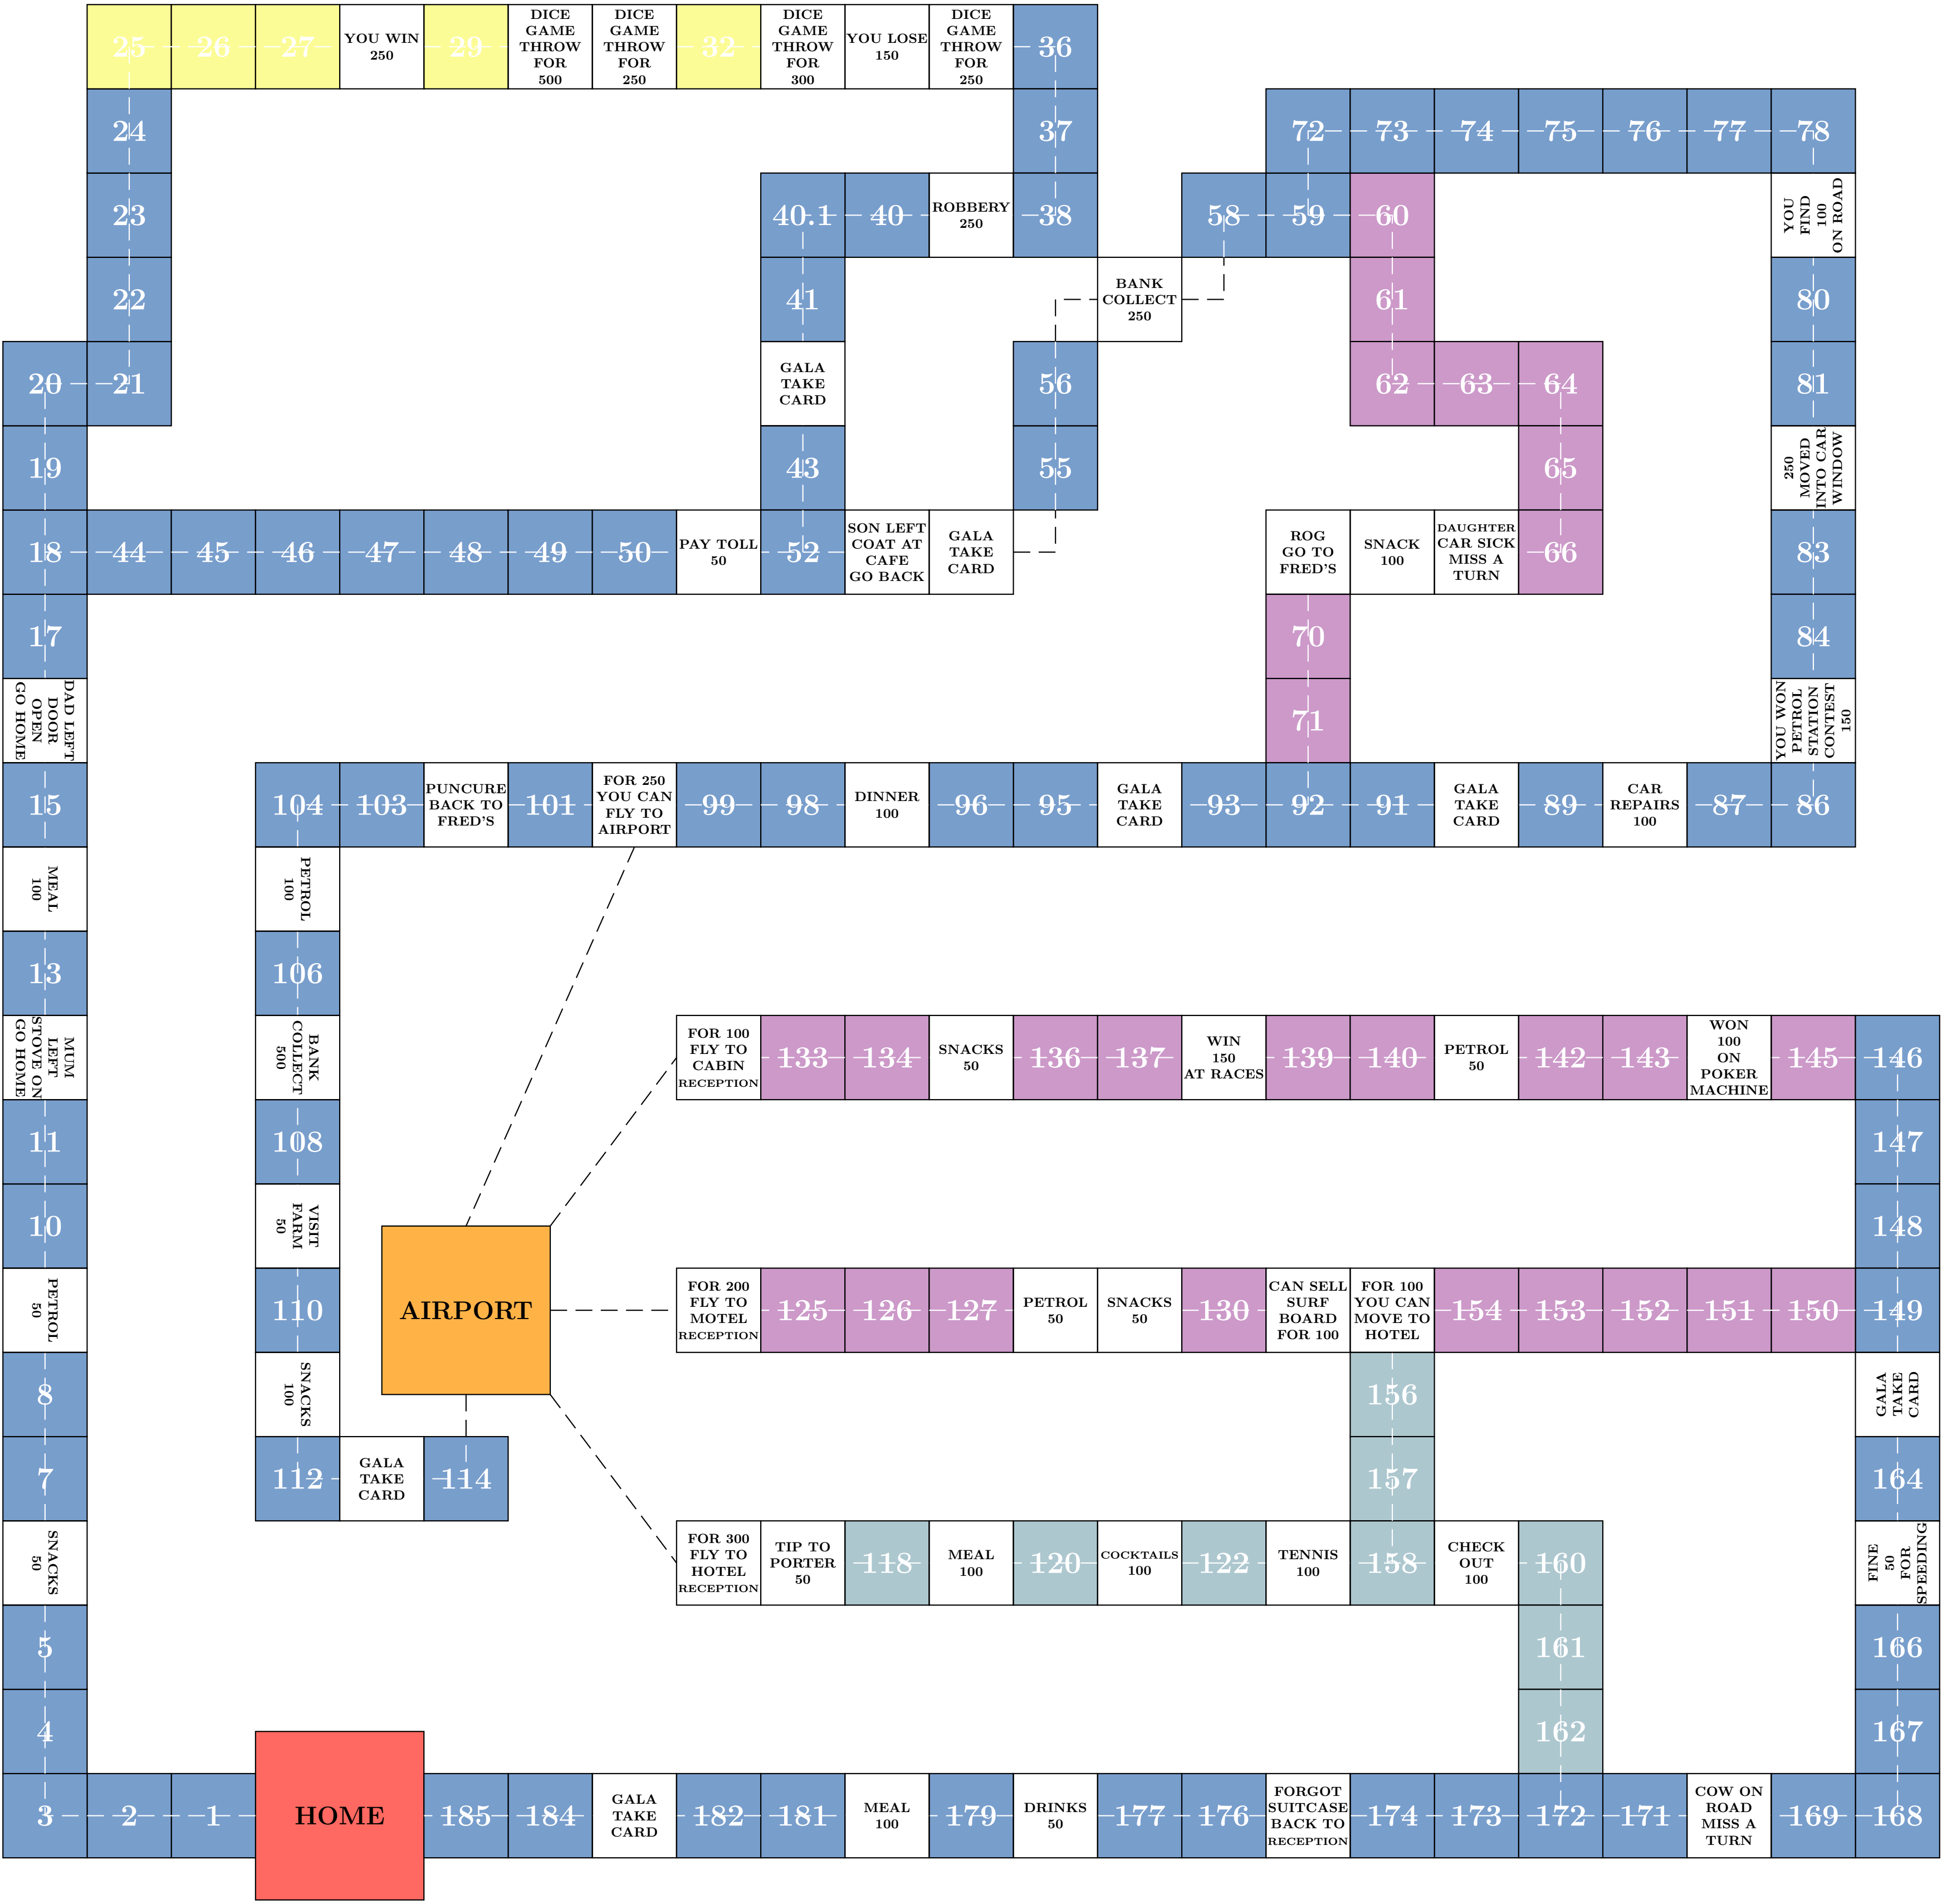 25
26
27
YOU WIN
250
29
DICE
GAME
THROW
FOR
500
DICE
GAME
THROW
FOR
250
32
DICE
GAME
THROW
FOR
300
YOU LOSE
150
DICE
GAME
THROW
FOR
250
36
24
37
72
73
74
75
76
77
78
23
40.1
40
ROBBERY
250
38
58
59
60
YOU
FIND
100
ON ROAD
22
41
BANK
COLLECT
250
61
80
20
21
GALA
TAKE
CARD
56
62
63
64
81
19
43
55
65
250
MOVED
INTO CAR
WINDOW
18
44
45
46
47
48
49
50
PAY TOLL
50
52
SON LEFT
COAT AT
CAFE
GO BACK
GALA
TAKE
CARD
ROG
GO TO
FRED'S
SNACK
100
DAUGHTER
CAR SICK
MISS A
TURN
66
83
17
70
84
DAD LEFT
DOOR
OPEN
GO HOME
71
YOU WON
PETROL
STATION
CONTEST
150
15
104
103
PUNCURE
BACK TO
FRED'S
101
FOR 250
YOU CAN
FLY TO
AIRPORT
99
98
DINNER
100
96
95
GALA
TAKE
CARD
93
92
91
GALA
TAKE
CARD
89
CAR
REPAIRS
100
87
86
MEAL
100
PETROL
100
13
106
MUM
LEFT
STOVE ON
GO HOME
BANK
COLLECT
500
FOR 100
FLY TO
CABIN
RECEPTION
133
134
SNACKS
50
136
137
WIN
150
AT RACES
139
140
PETROL
50
142
143
WON
100
ON
POKER
MACHINE
145
146
11
108
147
10
VISIT
FARM
50
148
PETROL
50
110
AIRPORT
FOR 200
FLY TO
MOTEL
RECEPTION
125
126
127
PETROL
50
SNACKS
50
130
CAN SELL
SURF
BOARD
FOR 100
FOR 100
YOU CAN
MOVE TO
HOTEL
154
153
152
151
150
149
8
SNACKS
100
156
GALA
TAKE
CARD
7
112
GALA
TAKE
CARD
114
157
164
SNACKS
50
FOR 300
FLY TO
HOTEL
RECEPTION
TIP TO
PORTER
50
118
MEAL
100
120
COCKTAILS
100
122
TENNIS
100
158
CHECK
OUT
100
160
FINE
50
FOR
SPEEDING
5
161
166
4
162
167
3
2
1
HOME
185
184
GALA
TAKE
CARD
182
181
MEAL
100
179
DRINKS
50
177
176
FORGOT
SUITCASE
BACK TO
RECEPTION
174
173
172
171
COW ON
ROAD
MISS A
TURN
169
168